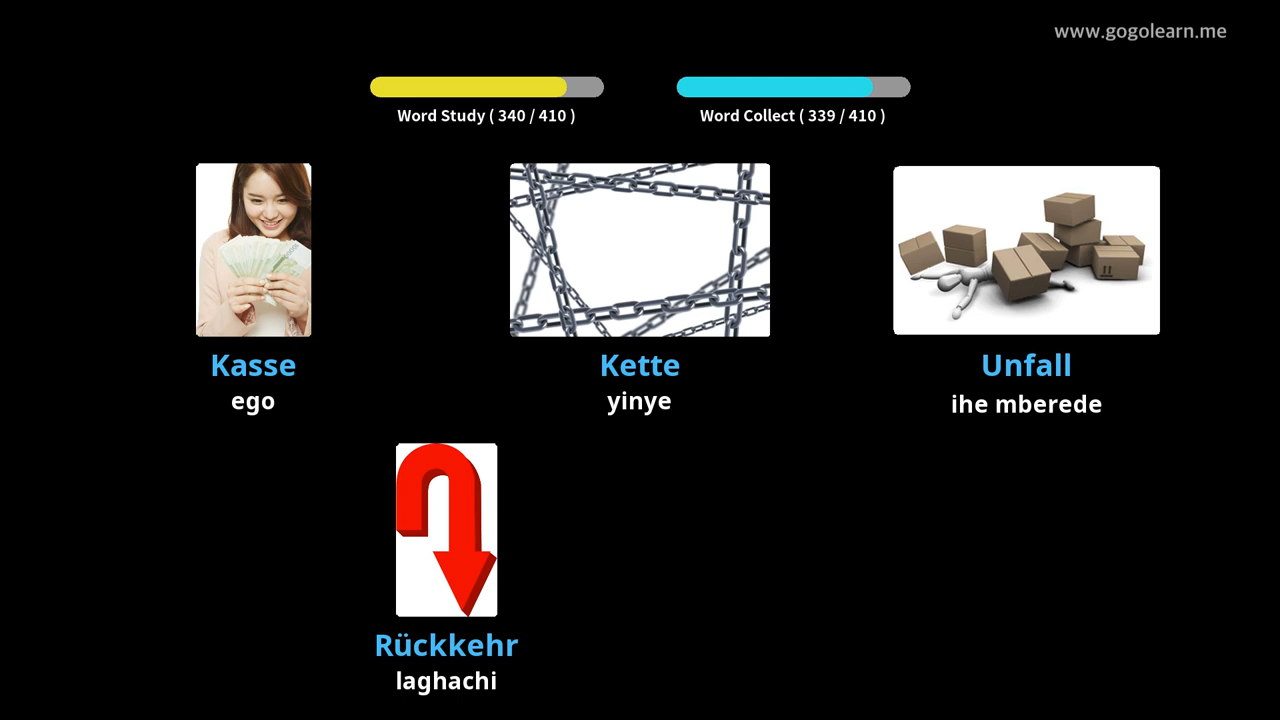 www.gogolearn.me
Word Study ( 340 / 410 )
Word Collect ( 339 / 410 )
Kasse
ego
Kette
yinye
Unfall
ihe mberede
Rückkehr
laghachi